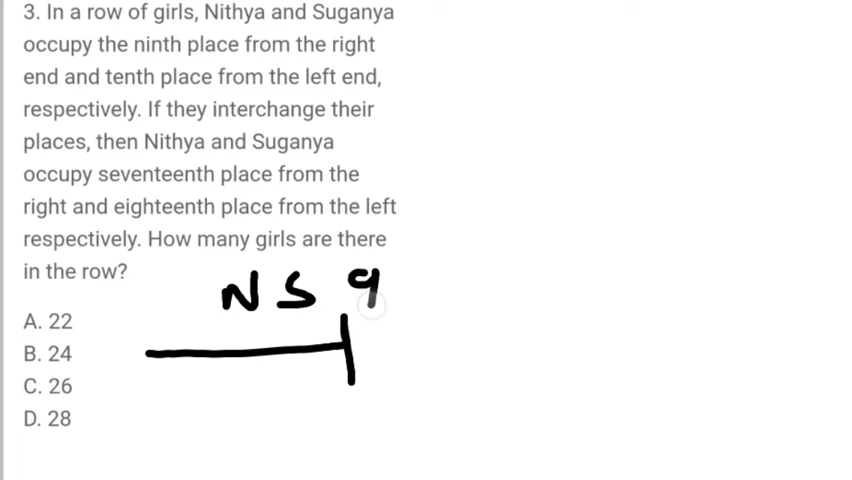 3. In a row of girls, Nithya and Suganya
occupy the ninth place from the right
end and tenth place from the left end,
respectively. If they interchange their
places, then Nithya and Suganya
occupy seventeenth place from the
right and eighteenth place from the left
respectively. How many girls are there
in the row?
N S 9
A. 22
B. 24
C. 26
D. 28